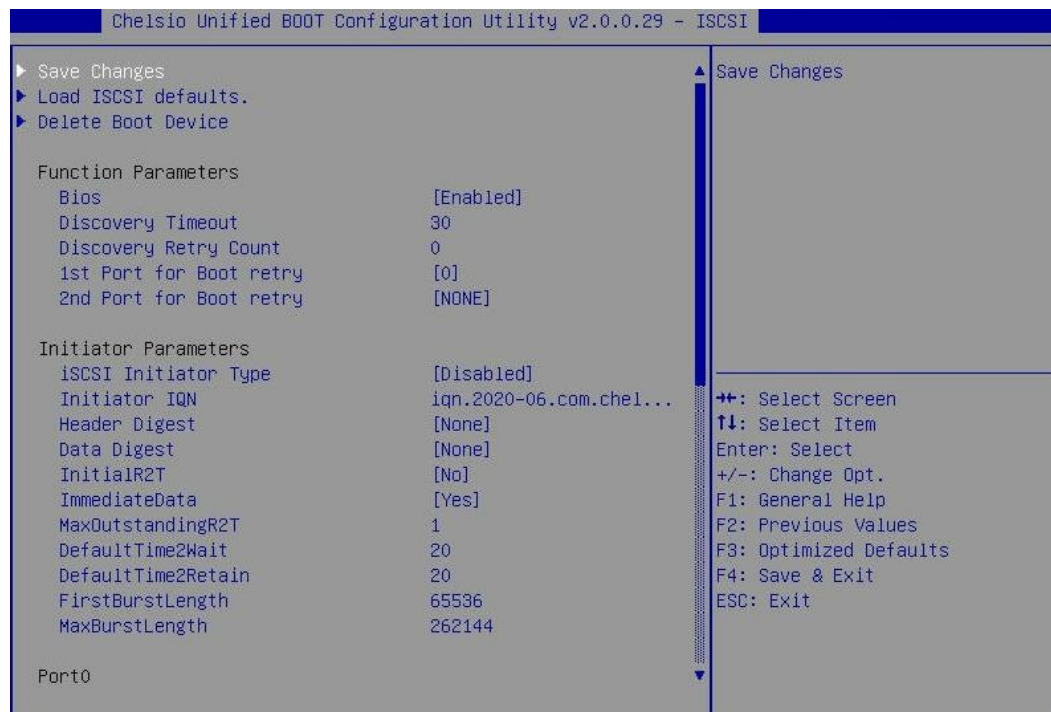 Chelsio Unified BOOT Configuration Utility v2.0.0.29 – ISCSI
Save Changes
Load ISCSI defaults.
Delete Boot Device
Function Parameters
Bios [Enabled]
Discovery Timeout 30
Discovery Retry Count 0
1st Port for Boot retry [0]
2nd Port for Boot retry [NONE]
Initiator Parameters
iSCSI Initiator Type [Disabled]
Initiator IQN iqn.2020-06.com.chel...
Header Digest [None]
Data Digest [None]
InitialR2T [No]
ImmediateData [Yes]
MaxOutstandingR2T 1
DefaultTime2Wait 20
DefaultTime2Retain 20
FirstBurstLength 65536
MaxBurstLength 262144
Port0
Save Changes
→←: Select Screen
↑↓: Select Item
Enter: Select
+/-: Change Opt.
F1: General Help
F2: Previous Values
F3: Optimized Defaults
F4: Save & Exit
ESC: Exit